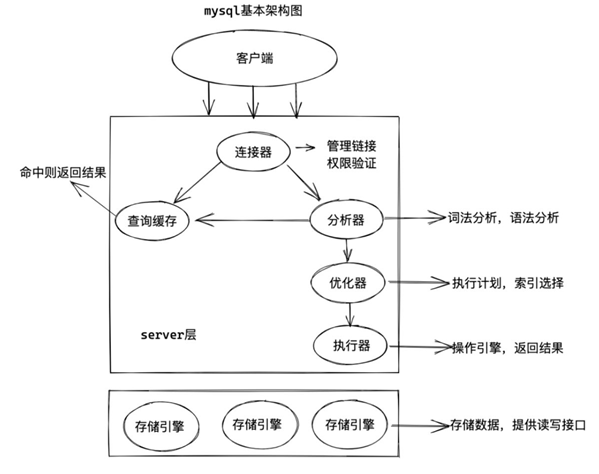 mysql基本架构图
客户端
连接器
管理链接
权限验证
命中则返回结果
查询缓存
分析器
词法分析，语法分析
优化器
执行计划，索引选择
server层
执行器
操作引擎，返回结果
存储引擎
存储引擎
存储引擎
存储数据，提供读写接口